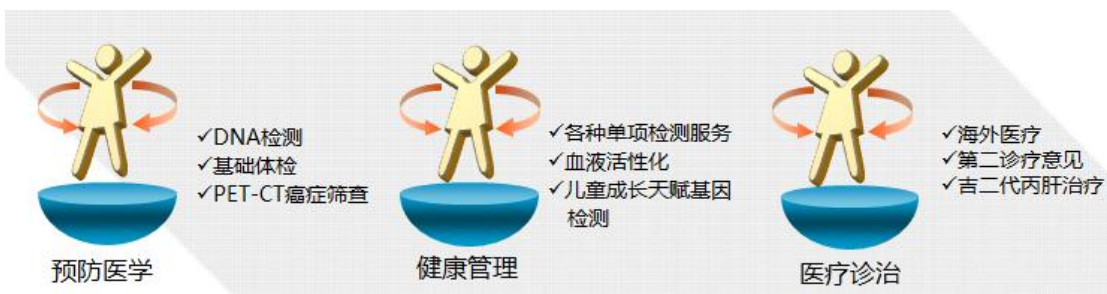 ✓DNA检测
✓基础体检
✓PET-CT癌症筛查
预防医学
✓各种单项检测服务
✓血液活性化
✓儿童成长天赋基因
检测
健康管理
✓海外医疗
✓第二诊疗意见
✓吉二代丙肝治疗
医疗诊治